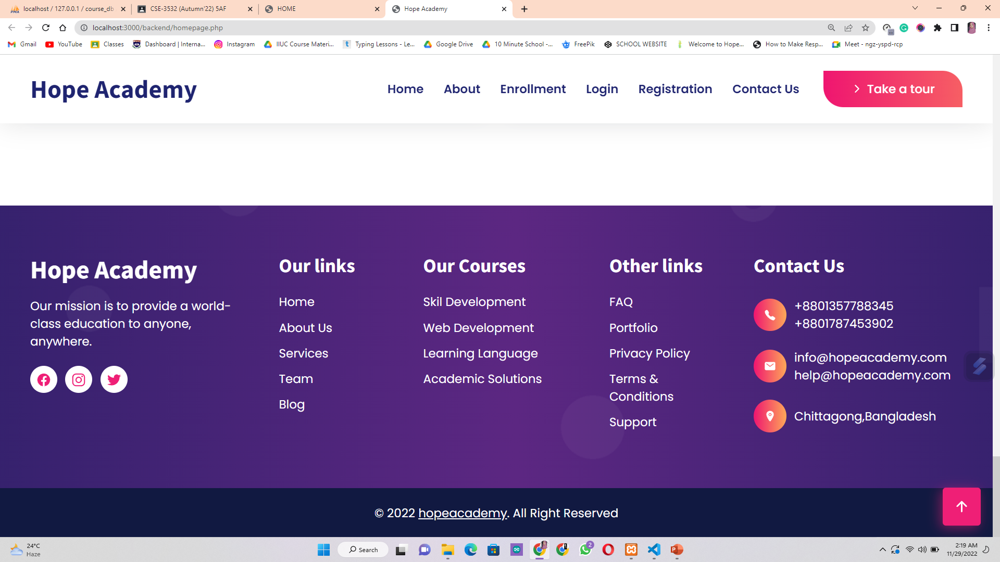 localhost / 127.0.0.1 / course_db
CSE-3532 (Autumn'22) 5AF
HOME
Hope Academy
localhost:3000/backend/homepage.php
Gmail
YouTube
Classes
Dashboard | Interna...
Instagram
IIUC Course Materi...
Typing Lessons - Le...
Google Drive
10 Minute School -...
FreePik
SCHOOL WEBSITE
Welcome to Hope...
How to Make Resp...
Meet - ngz-yspd-rcp
Hope Academy
Home
About
Enrollment
Login
Registration
Contact Us
Take a tour
Hope Academy
Our mission is to provide a world-
class education to anyone,
anywhere.
Our links
Home
About Us
Services
Team
Blog
Our Courses
Skil Development
Web Development
Learning Language
Academic Solutions
Other links
FAQ
Portfolio
Privacy Policy
Terms &
Conditions
Support
Contact Us
+8801357788345
+8801787453902
info@hopeacademy.com
help@hopeacademy.com
Chittagong,Bangladesh
© 2022 hopeacademy. All Right Reserved
24°C
Haze
Search
2
2:19 AM
11/29/2022